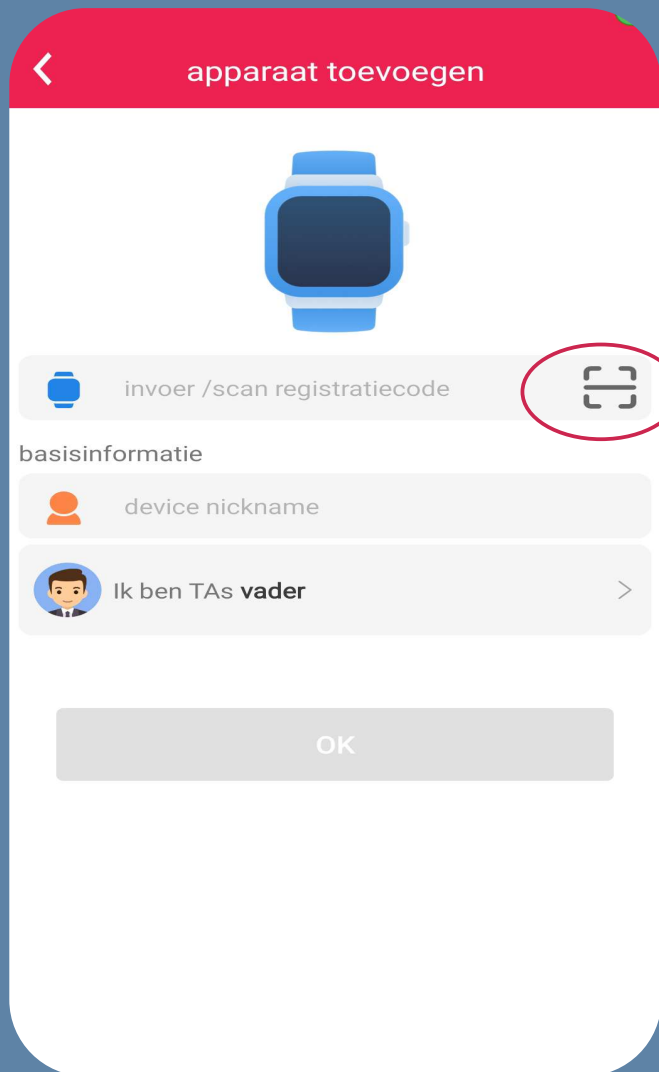 apparaat toevoegen
invoer /scan registratiecode
basisinformatie
device nickname
Ik ben TAs vader
OK